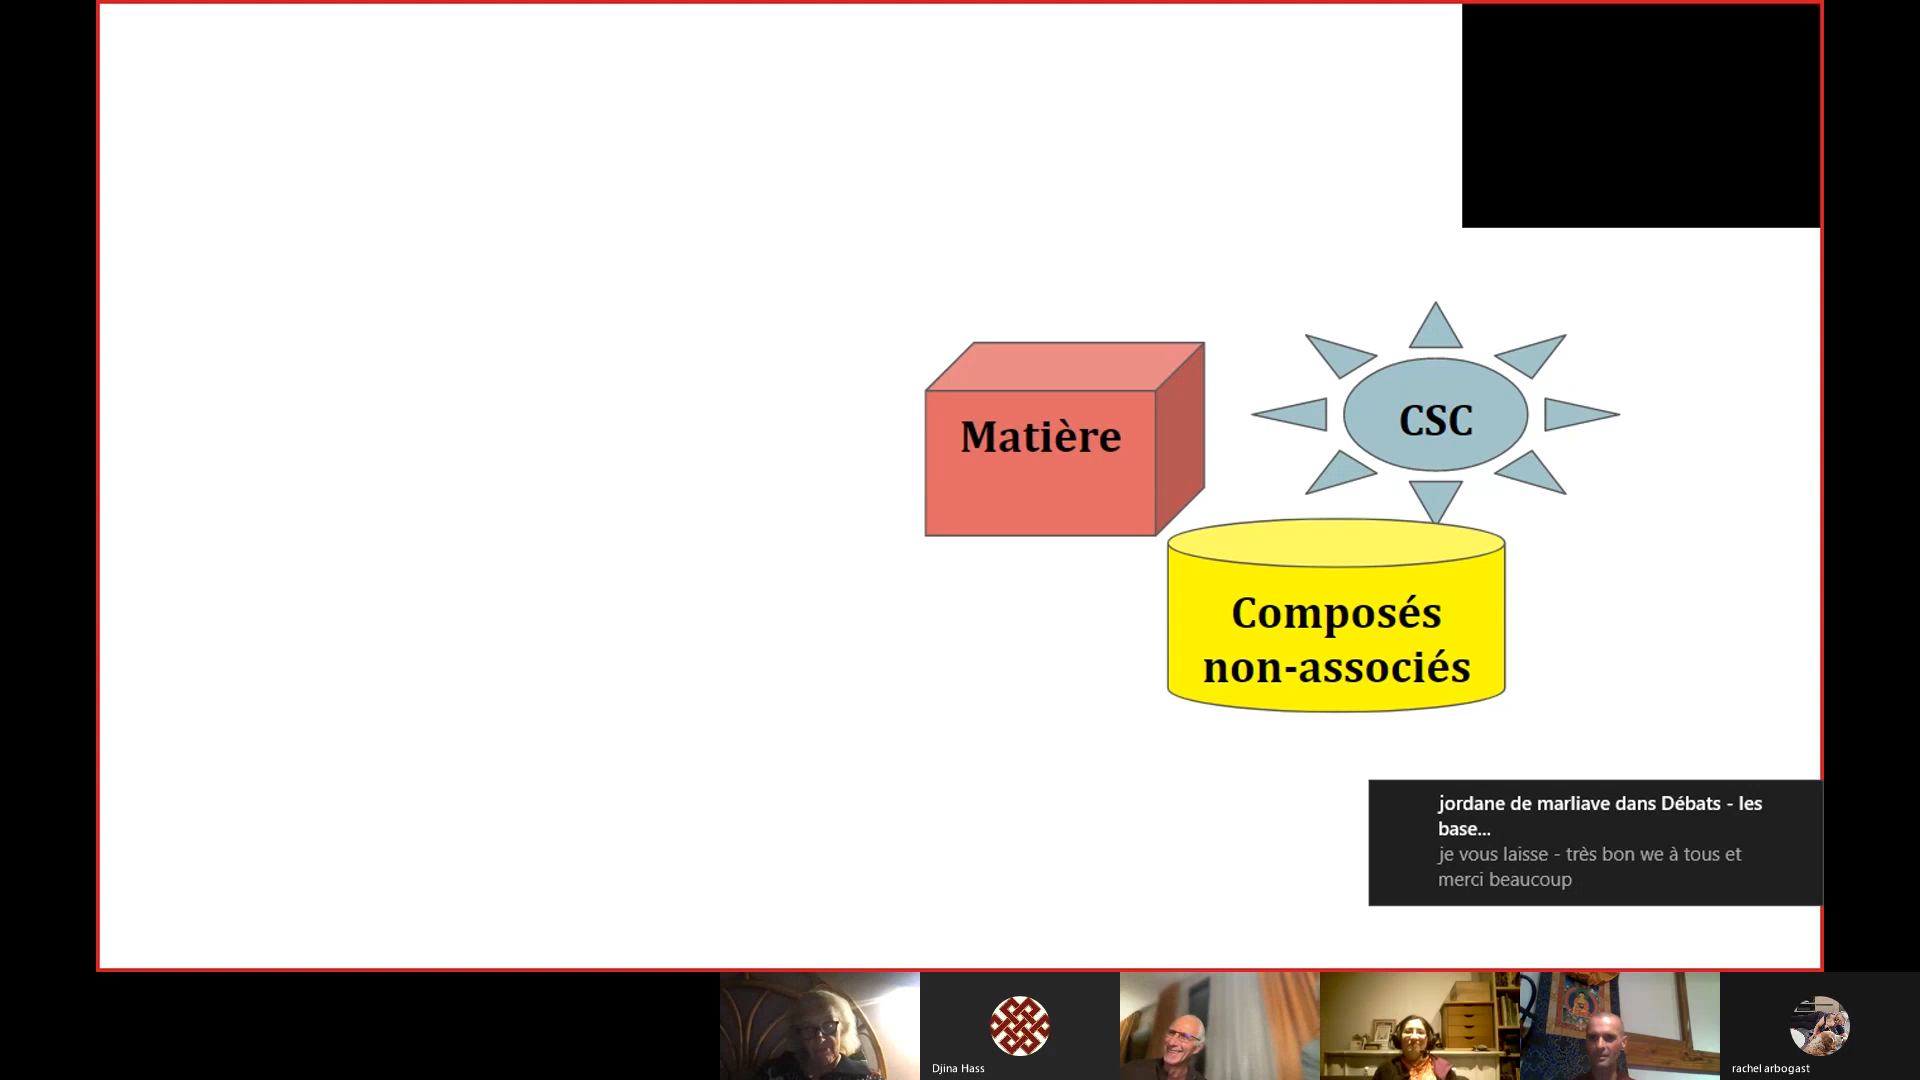 Matière
CSC
Composés
non-associés
jordane de marliave dans Débats - les
base...
je vous laisse - très bon we à tous et
merci beaucoup
Djina Hass
rachel arbogast